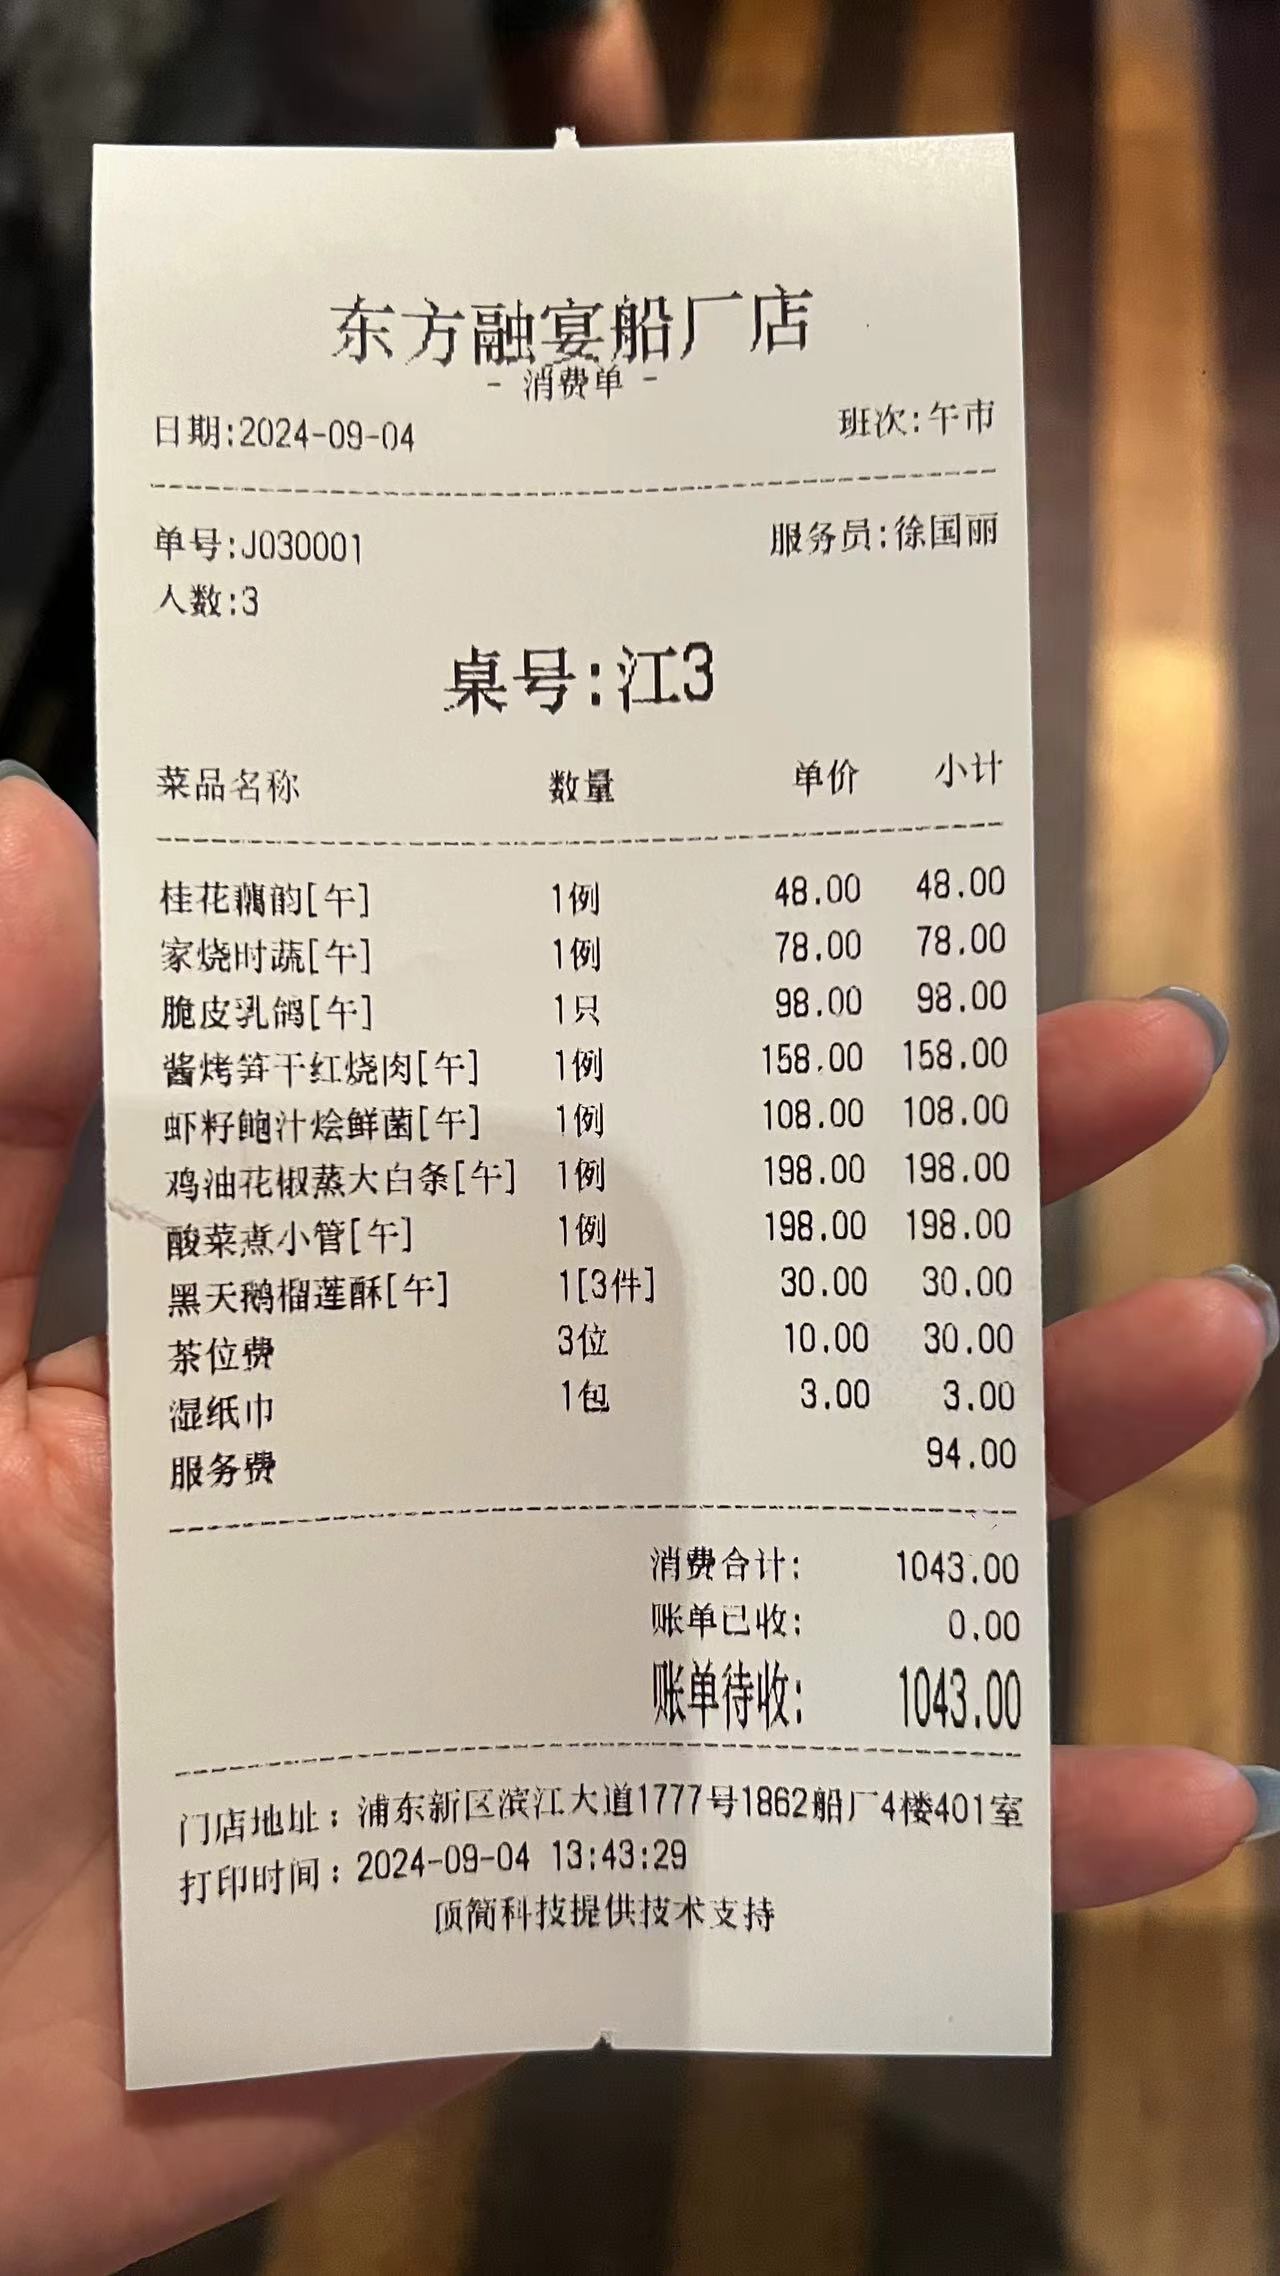 东方融宴船厂店
- 消费单 -
日期:2024-09-04 班次:午市
单号:J030001 服务员:徐国丽
人数:3
桌号:江3
菜品名称 数量 单价 小计
桂花藕韵[午] 1例 48.00 48.00
家烧时蔬[午] 1例 78.00 78.00
脆皮乳鸽[午] 1只 98.00 98.00
酱烤笋干红烧肉[午] 1例 158.00 158.00
虾籽鲍汁烩鲜菌[午] 1例 108.00 108.00
鸡油花椒蒸大白条[午] 1例 198.00 198.00
酸菜煮小管[午] 1例 198.00 198.00
黑天鹅榴莲酥[午] 1[3件] 30.00 30.00
茶位费 3位 10.00 30.00
湿纸巾 1包 3.00 3.00
服务费 94.00
消费合计: 1043.00
账单已收: 0.00
账单待收: 1043.00
门店地址：浦东新区滨江大道1777号1862船厂4楼401室
打印时间：2024-09-04 13:43:29
顶简科技提供技术支持